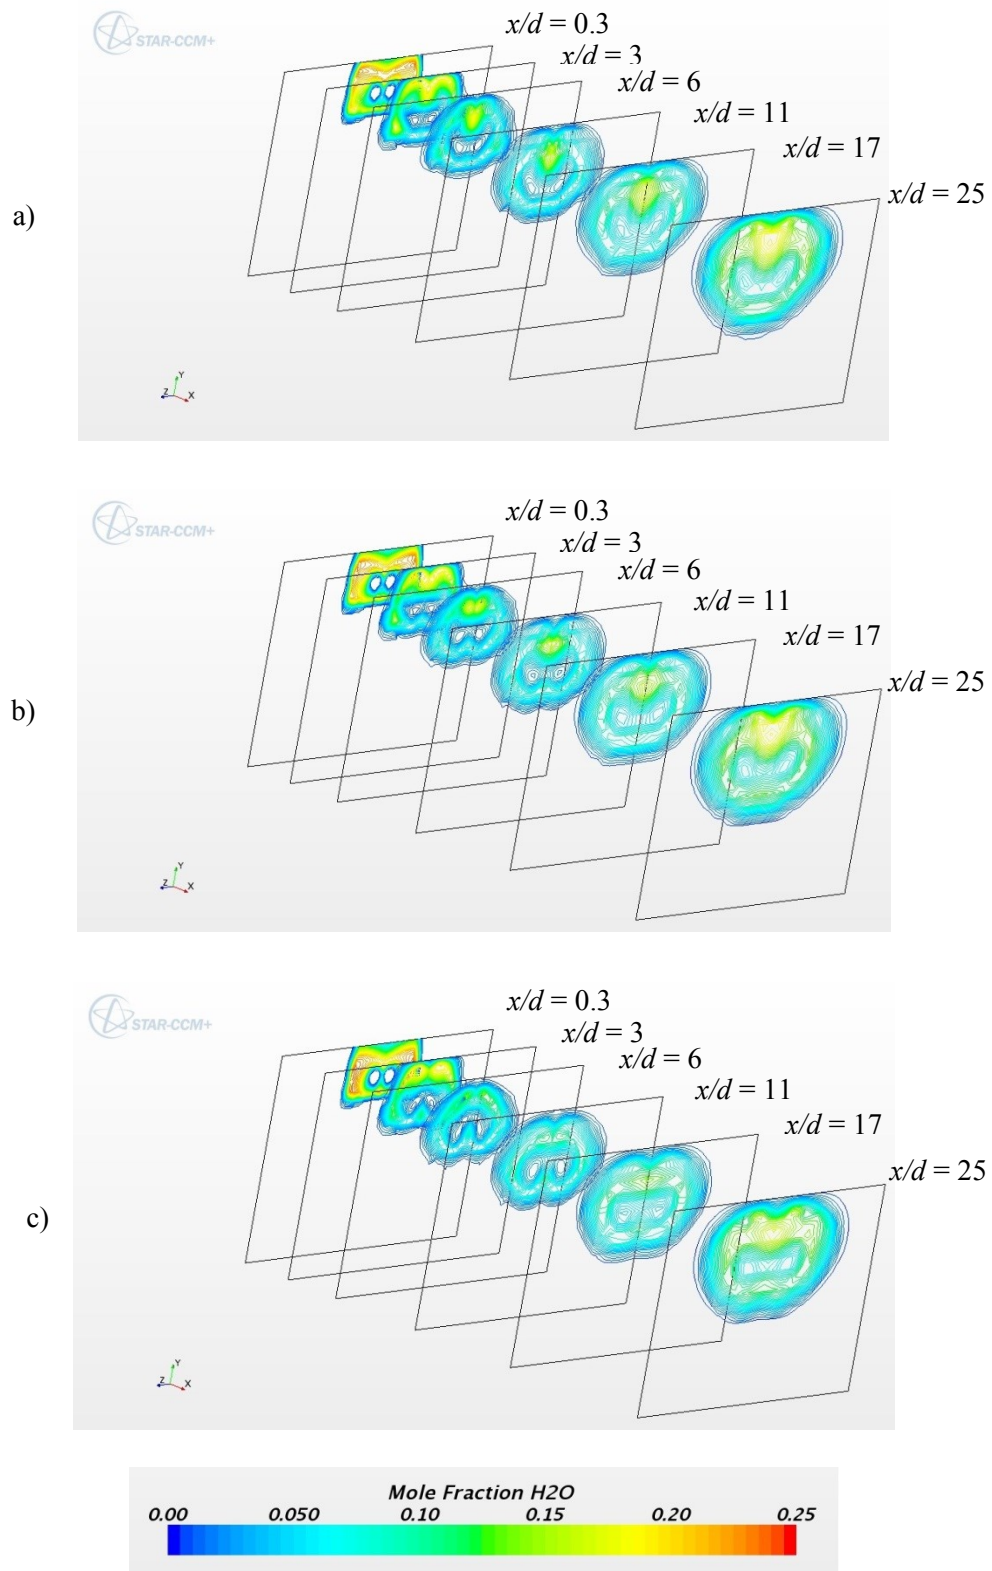 STAR-CCM+
x/d = 0.3
x/d = 3
x/d = 6
x/d = 11
x/d = 17
x/d = 25
a)
Y
Z
X
STAR-CCM+
x/d = 0.3
x/d = 3
x/d = 6
x/d = 11
x/d = 17
x/d = 25
b)
Y
Z
X
STAR-CCM+
x/d = 0.3
x/d = 3
x/d = 6
x/d = 11
x/d = 17
x/d = 25
c)
Y
Z
X
Mole Fraction H2O
0.00 0.050 0.10 0.15 0.20 0.25